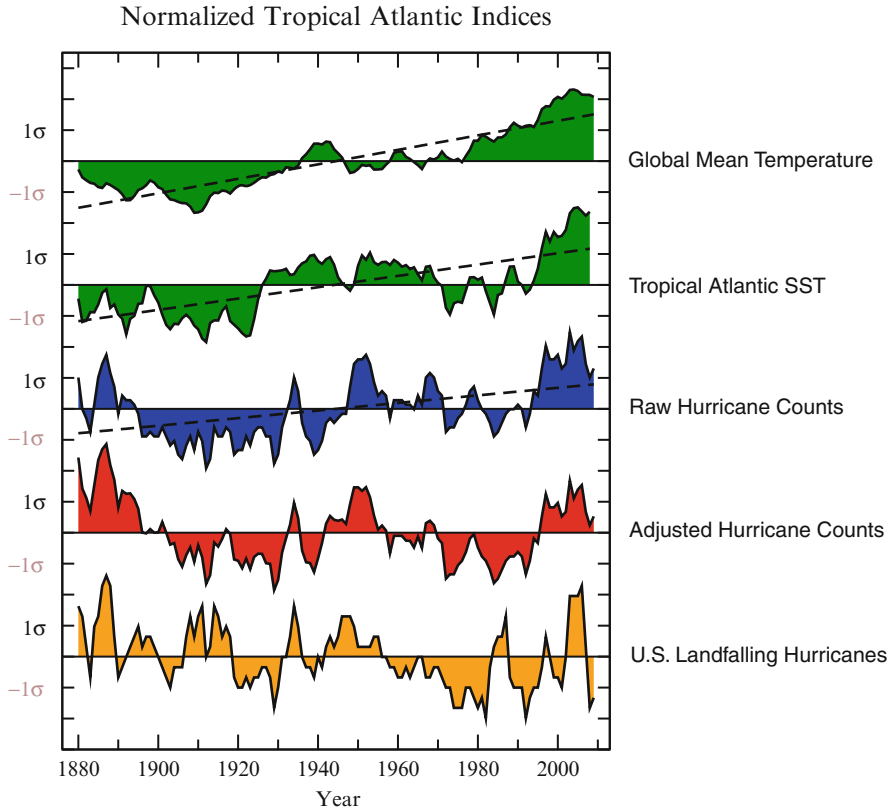 Normalized Tropical Atlantic Indices
1σ
Global Mean Temperature
−1σ
1σ
Tropical Atlantic SST
−1σ
1σ
Raw Hurricane Counts
−1σ
1σ
Adjusted Hurricane Counts
−1σ
1σ
U.S. Landfalling Hurricanes
−1σ
1880 1900 1920 1940 1960 1980 2000
Year